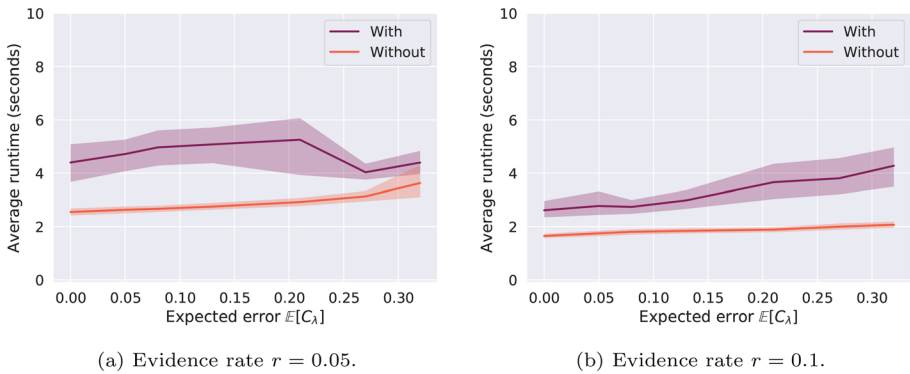 10
8
6
4
2
0
Average runtime (seconds)
With
Without
0.00 0.05 0.10 0.15 0.20 0.25 0.30
Expected error 𝔼[C_λ]
(a) Evidence rate r = 0.05.
10
8
6
4
2
0
Average runtime (seconds)
With
Without
0.00 0.05 0.10 0.15 0.20 0.25 0.30
Expected error 𝔼[C_λ]
(b) Evidence rate r = 0.1.